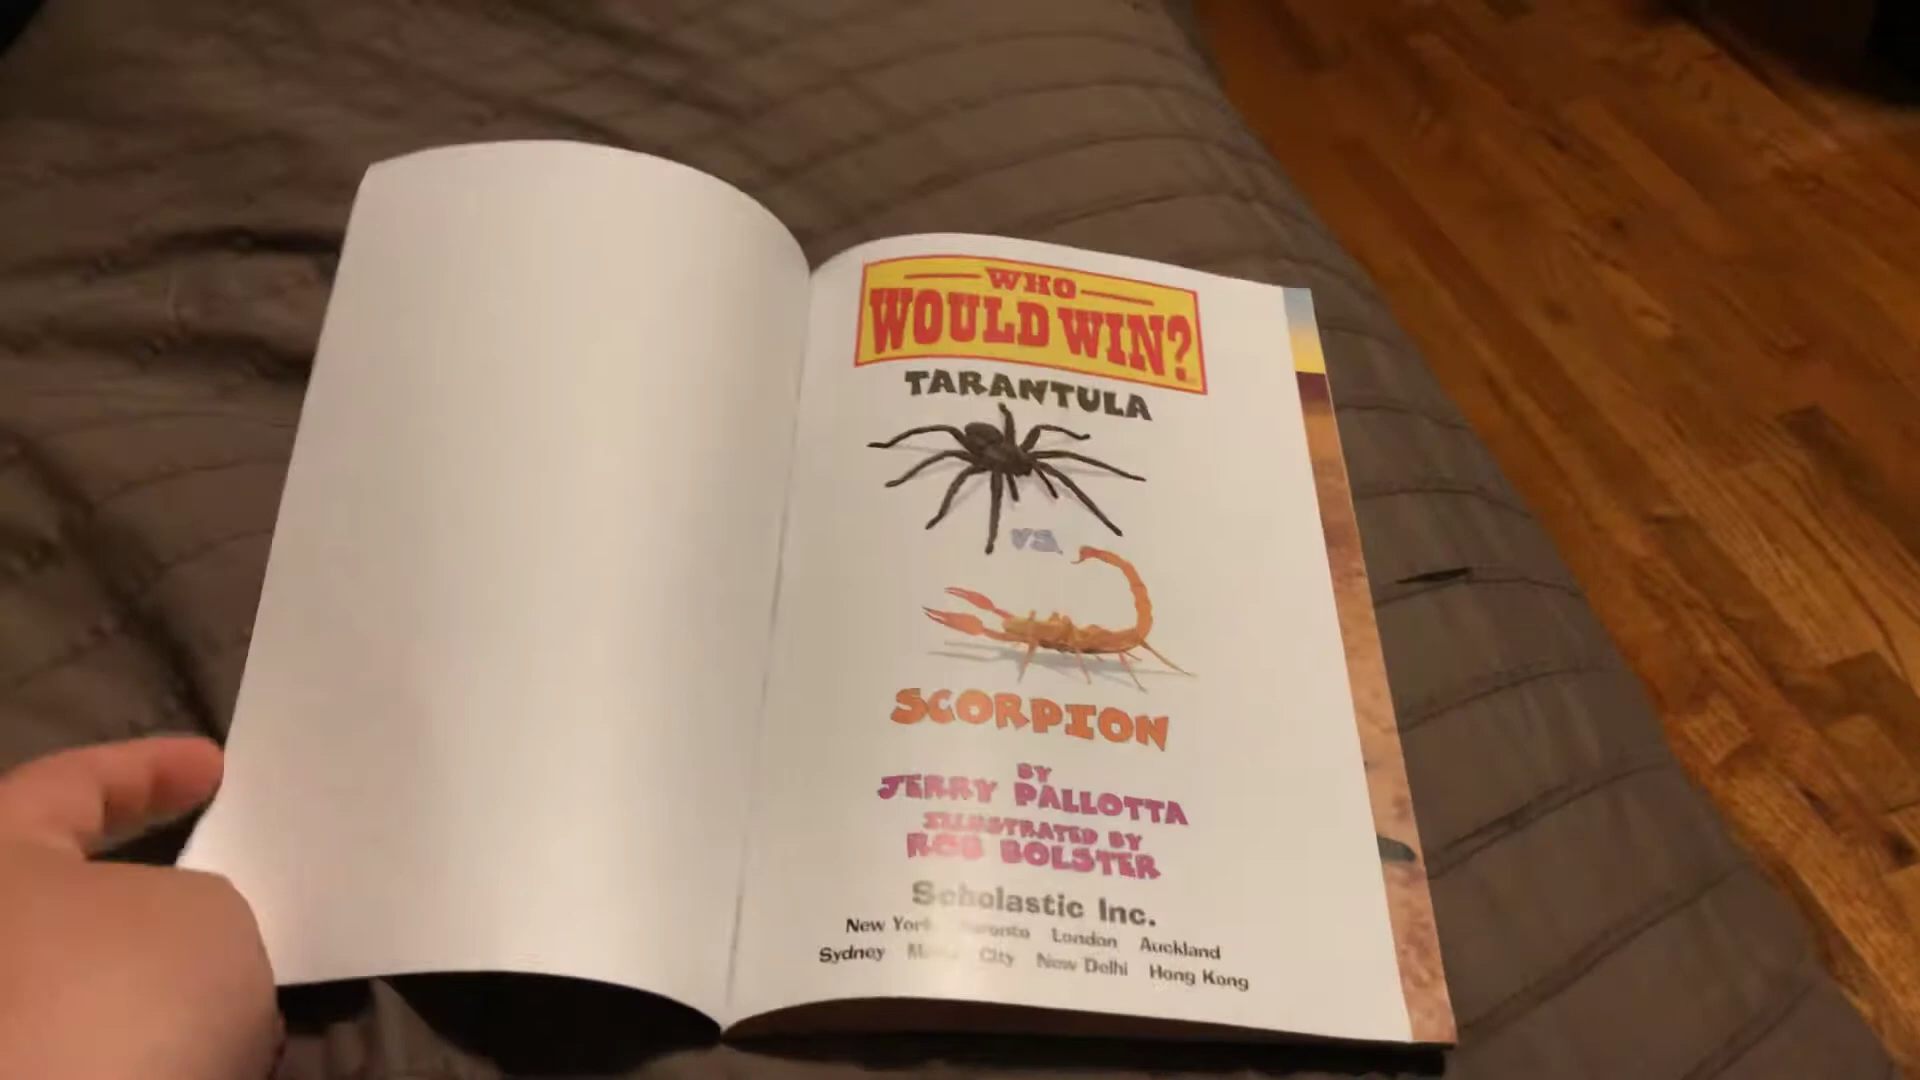 WHO
WOULD WIN?
TARANTULA
VS.
SCORPION
BY
JERRY PALLOTTA
ILLUSTRATED BY
ROB BOLSTER
Scholastic Inc.
New York Toronto London Auckland
Sydney City New Delhi Hong Kong